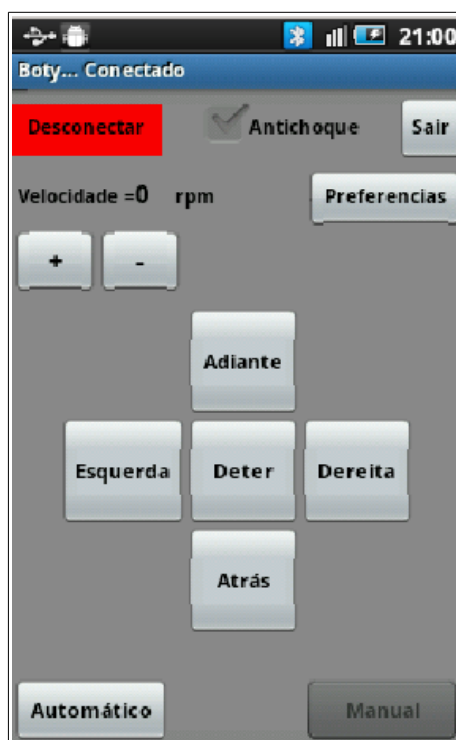 21:00
Boty... Conectado
Desconectar Antichoque Sair
Velocidade =0 rpm Preferencias
+ -
Adiante
Esquerda Deter Dereita
Atrás
Automático Manual